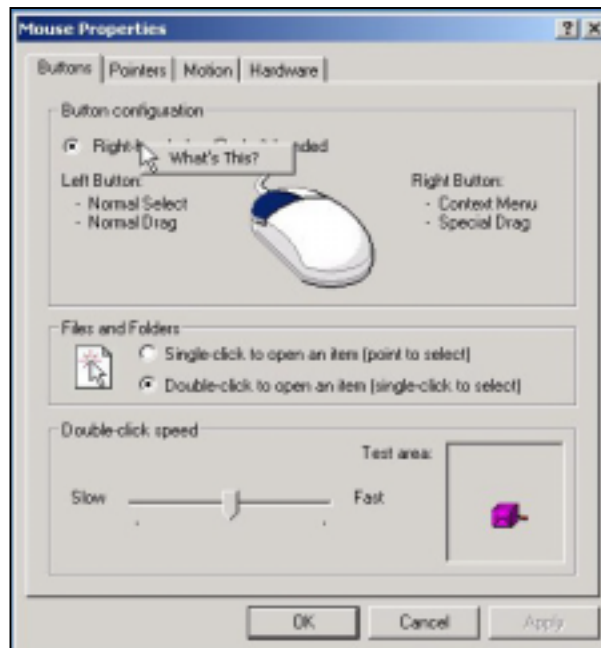 Mouse Properties
Buttons Pointers Motion Hardware
Button configuration
Right-
What's This?
nded
Left Button:
- Normal Select
- Normal Drag
Right Button:
- Context Menu
- Special Drag
Files and Folders
Single-click to open an item (point to select)
Double-click to open an item (single-click to select)
Double-click speed
Test area:
Slow
Fast
OK Cancel Apply